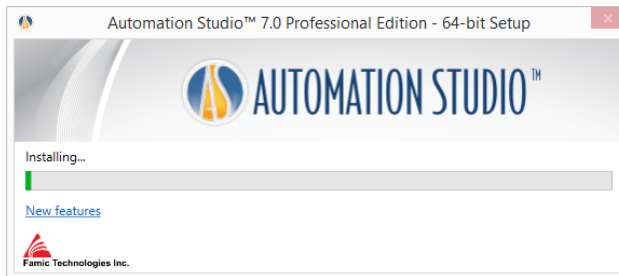 Automation Studio™ 7.0 Professional Edition - 64-bit Setup
AUTOMATION STUDIO™
Installing...
New features
Famic Technologies Inc.